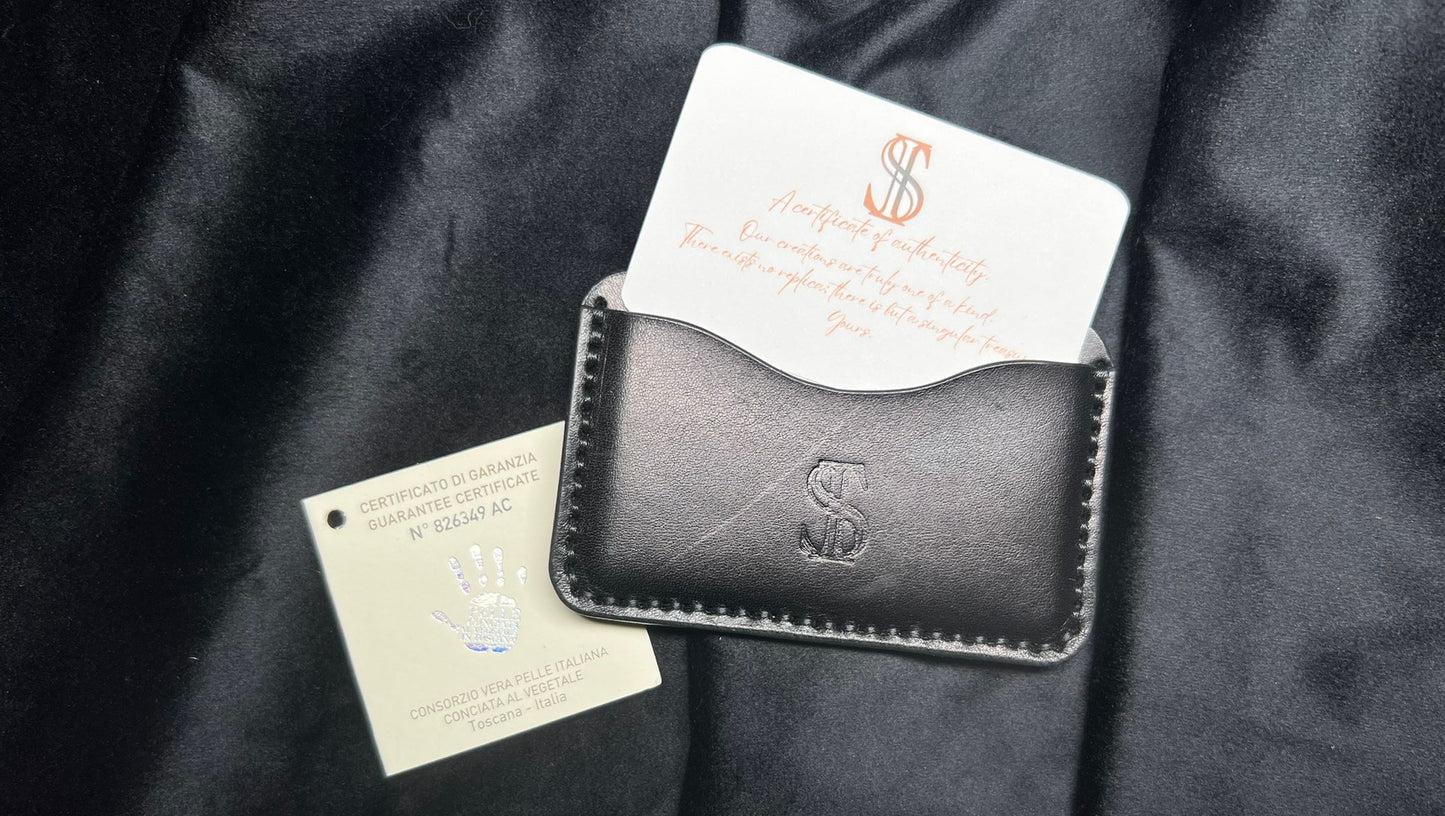 A certificate of authenticity.
Our creations are truly one of a kind.
There exists no replica; there is but a singular
Yours.
CERTIFICATO DI GARANZIA
GUARANTEE CERTIFICATE
N° 826349 AC
CONSORZIO VERA PELLE ITALIANA
CONCIATA AL VEGETALE
Toscana - Italia